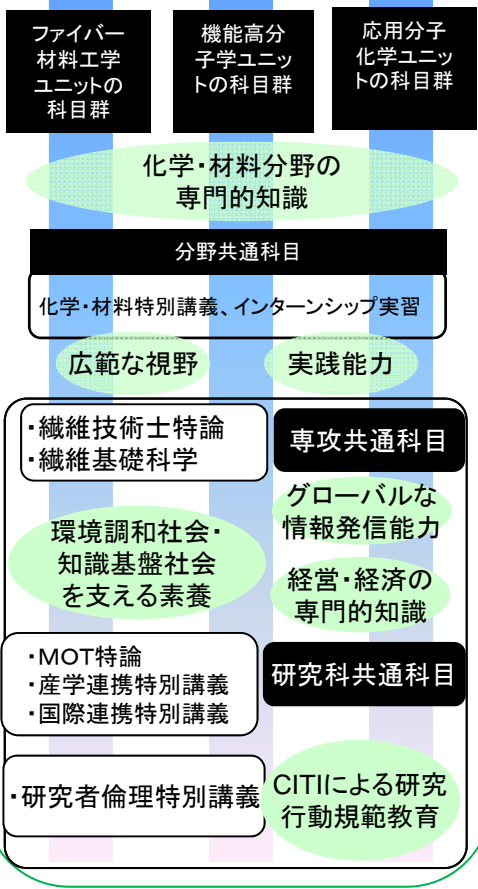 ファイバー
材料工学
ユニットの
科目群
機能高分
子学ユニッ
トの科目群
応用分子
化学ユニッ
トの科目群
化学・材料分野の
専門的知識
分野共通科目
化学・材料特別講義、インターンシップ実習
広範な視野
実践能力
・繊維技術士特論
・繊維基礎科学
専攻共通科目
グローバルな
情報発信能力
環境調和社会・
知識基盤社会
を支える素養
経営・経済の
専門的知識
・MOT特論
・産学連携特別講義
・国際連携特別講義
研究科共通科目
・研究者倫理特別講義
CITIによる研究
行動規範教育